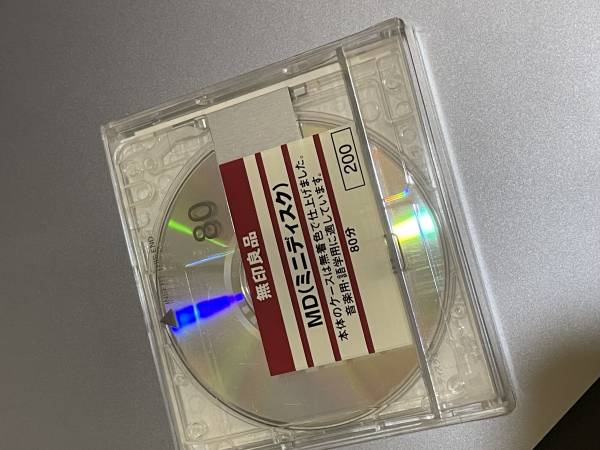 無印良品
MD(ミニディスク)
本体のケースは無着色で仕上げました。
音楽用・語学用に適しています。
80分
200
80